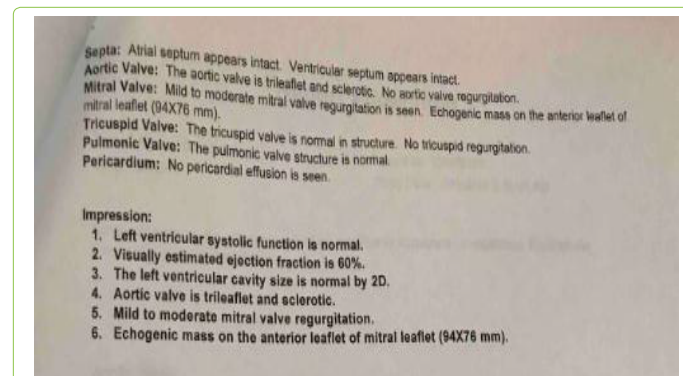 Septa: Atrial septum appears intact. Ventricular septum appears intact.
Aortic Valve: The aortic valve is trileaflet and sclerotic. No aortic valve regurgitation.
Mitral Valve: Mild to moderate mitral valve regurgitation is seen. Echogenic mass on the anterior leaflet of
mitral leaflet (94X76 mm).
Tricuspid Valve: The tricuspid valve is normal in structure. No tricuspid regurgitation.
Pulmonic Valve: The pulmonic valve structure is normal.
Pericardium: No pericardial effusion is seen.
Impression:
1. Left ventricular systolic function is normal.
2. Visually estimated ejection fraction is 60%.
3. The left ventricular cavity size is normal by 2D.
4. Aortic valve is trileaflet and sclerotic.
5. Mild to moderate mitral valve regurgitation.
6. Echogenic mass on the anterior leaflet of mitral leaflet (94X76 mm).